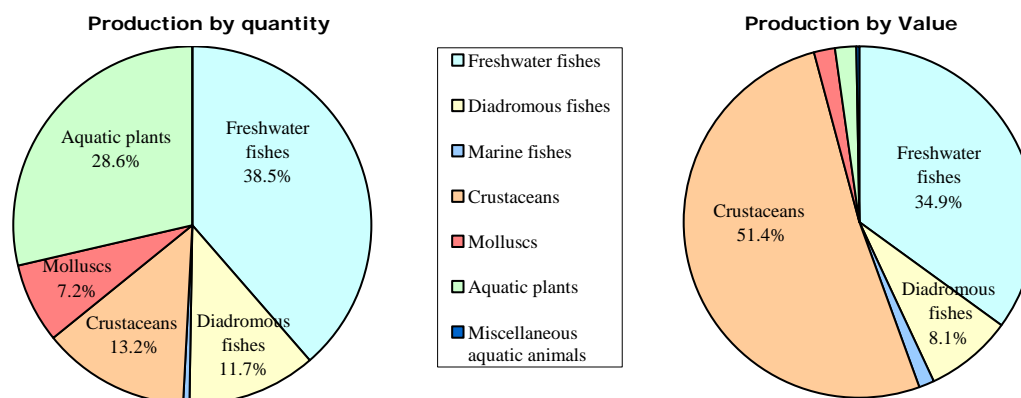 Production by quantity
Aquatic plants
28.6%
Freshwater
fishes
38.5%
Molluscs
7.2%
Crustaceans
13.2%
Diadromous
fishes
11.7%
Freshwater fishes
Diadromous fishes
Marine fishes
Crustaceans
Molluscs
Aquatic plants
Miscellaneous
aquatic animals
Production by Value
Crustaceans
51.4%
Freshwater
fishes
34.9%
Diadromous
fishes
8.1%